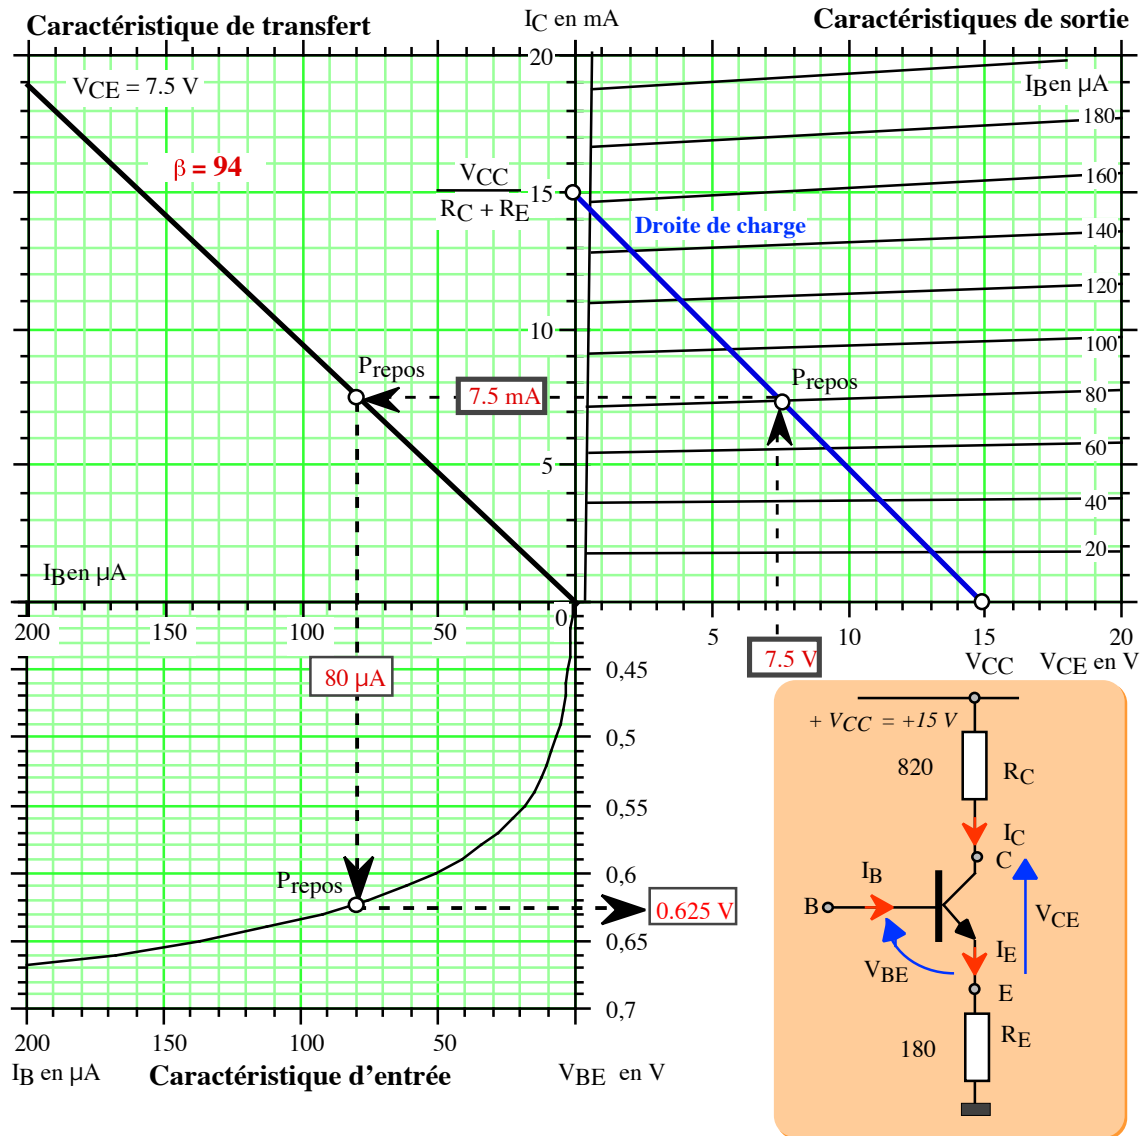 Caractéristique de transfert
IC en mA
Caractéristiques de sortie
20
VCE = 7.5 V
IB en µA
180
β = 94
VCC
RC + RE
15
160
Droite de charge
140
120
10
100
Prepos
7.5 mA
Prepos
80
60
5
40
20
IB en µA
0
200
150
100
50
5
10
15
20
7.5 V
VCC
VCE en V
80 µA
0,45
0,5
0,55
0,6
0,65
0,7
Prepos
0.625 V
200
150
100
50
IB en µA
Caractéristique d'entrée
VBE en V
+ VCC = +15 V
820
RC
IC
C
IB
B
VCE
VBE
IE
E
180
RE